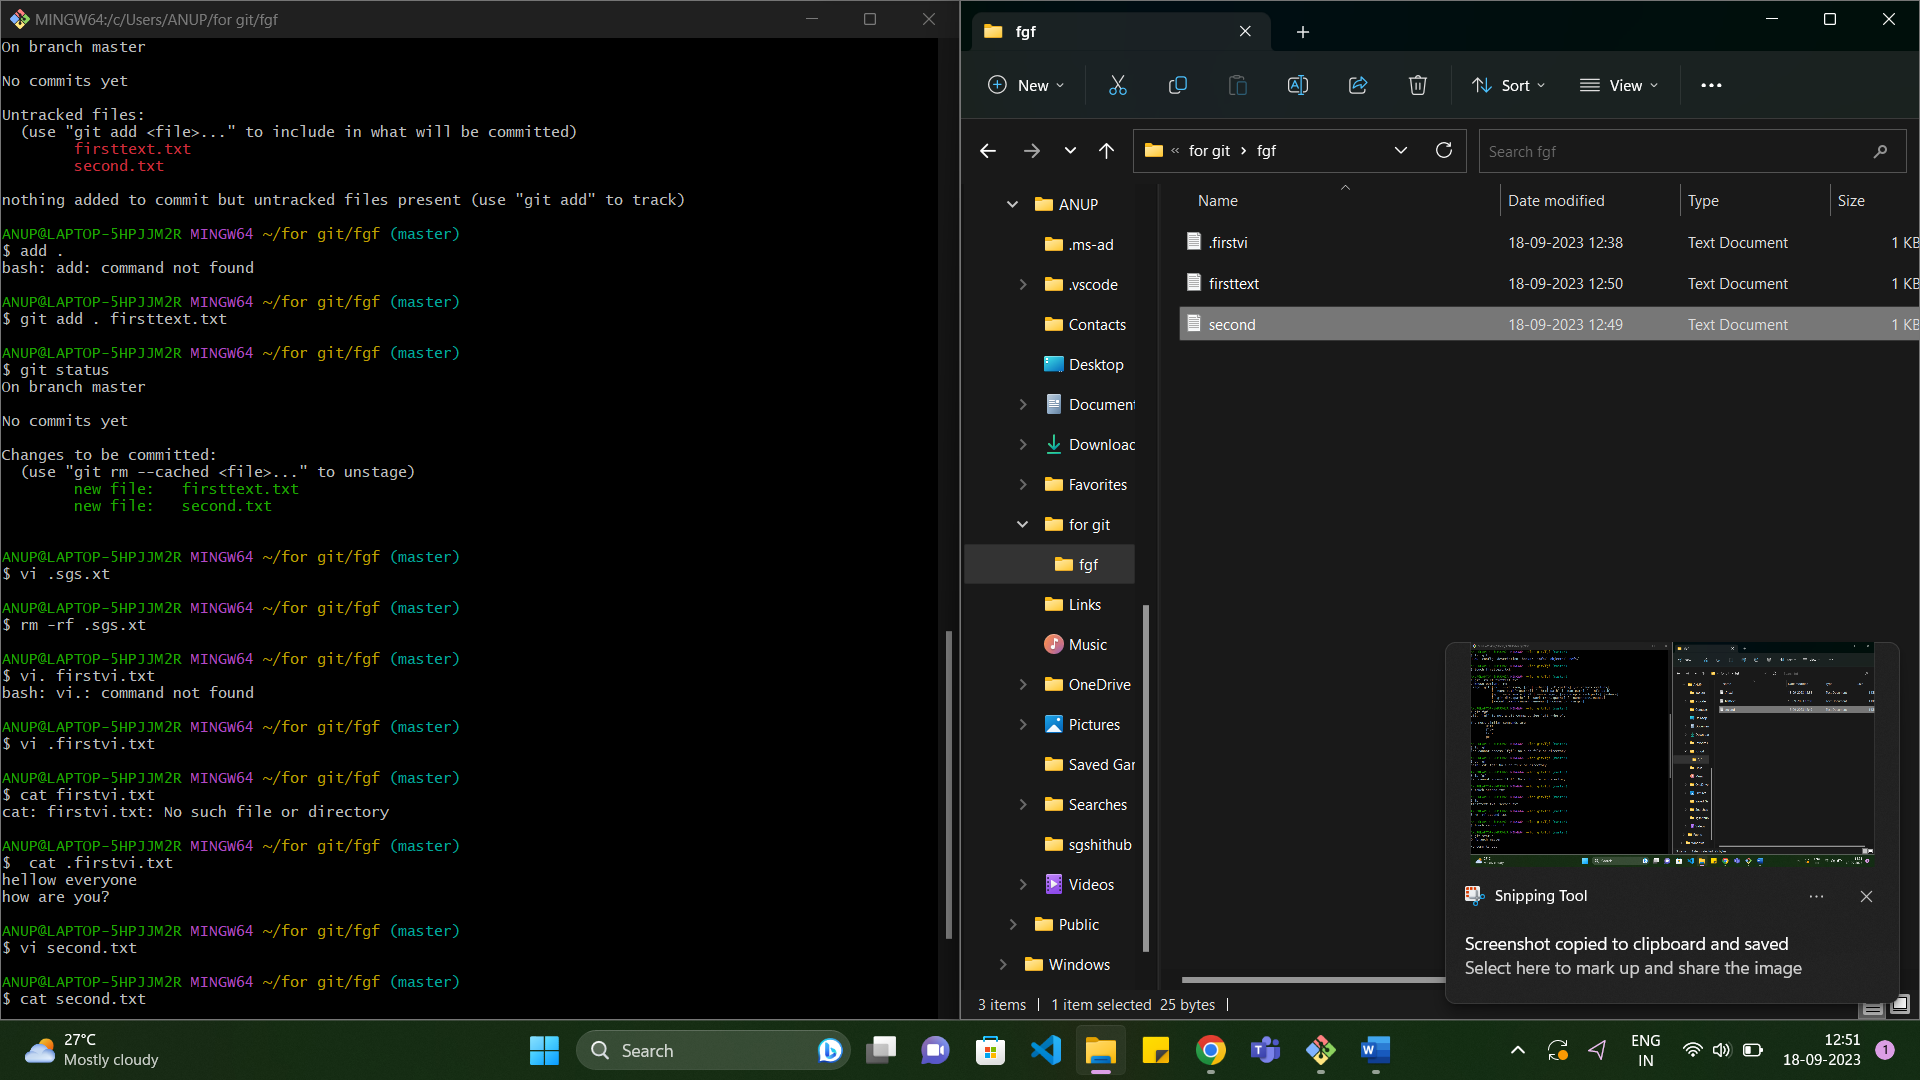 MINGW64:/c/Users/ANUP/for git/fgf
On branch master
No commits yet
Untracked files:
(use "git add <file>..." to include in what will be committed)
firsttext.txt
second.txt
nothing added to commit but untracked files present (use "git add" to track)
ANUP@LAPTOP-5HPJJM2R MINGW64 ~/for git/fgf (master)
$ add .
bash: add: command not found
ANUP@LAPTOP-5HPJJM2R MINGW64 ~/for git/fgf (master)
$ git add . firsttext.txt
ANUP@LAPTOP-5HPJJM2R MINGW64 ~/for git/fgf (master)
$ git status
On branch master
No commits yet
Changes to be committed:
(use "git rm --cached <file>..." to unstage)
new file:   firsttext.txt
new file:   second.txt
ANUP@LAPTOP-5HPJJM2R MINGW64 ~/for git/fgf (master)
$ vi .sgs.xt
ANUP@LAPTOP-5HPJJM2R MINGW64 ~/for git/fgf (master)
$ rm -rf .sgs.xt
ANUP@LAPTOP-5HPJJM2R MINGW64 ~/for git/fgf (master)
$ vi. firstvi.txt
bash: vi.: command not found
ANUP@LAPTOP-5HPJJM2R MINGW64 ~/for git/fgf (master)
$ vi .firstvi.txt
ANUP@LAPTOP-5HPJJM2R MINGW64 ~/for git/fgf (master)
$ cat firstvi.txt
cat: firstvi.txt: No such file or directory
ANUP@LAPTOP-5HPJJM2R MINGW64 ~/for git/fgf (master)
$  cat .firstvi.txt
hellow everyone
how are you?
ANUP@LAPTOP-5HPJJM2R MINGW64 ~/for git/fgf (master)
$ vi second.txt
ANUP@LAPTOP-5HPJJM2R MINGW64 ~/for git/fgf (master)
$ cat second.txt
fgf
New
Sort
View
« for git > fgf
Search fgf
ANUP
.ms-ad
.vscode
Contacts
Desktop
Document
Downloac
Favorites
for git
fgf
Links
Music
OneDrive
Pictures
Saved Gar
Searches
sgshithub
Videos
Public
Windows
Name Date modified Type Size
.firstvi 18-09-2023 12:38 Text Document 1 KB
firsttext 18-09-2023 12:50 Text Document 1 KB
second 18-09-2023 12:49 Text Document 1 KB
Snipping Tool
Screenshot copied to clipboard and saved
Select here to mark up and share the image
3 items 1 item selected 25 bytes
27°C
Mostly cloudy
Search
ENG
IN
12:51
18-09-2023
1